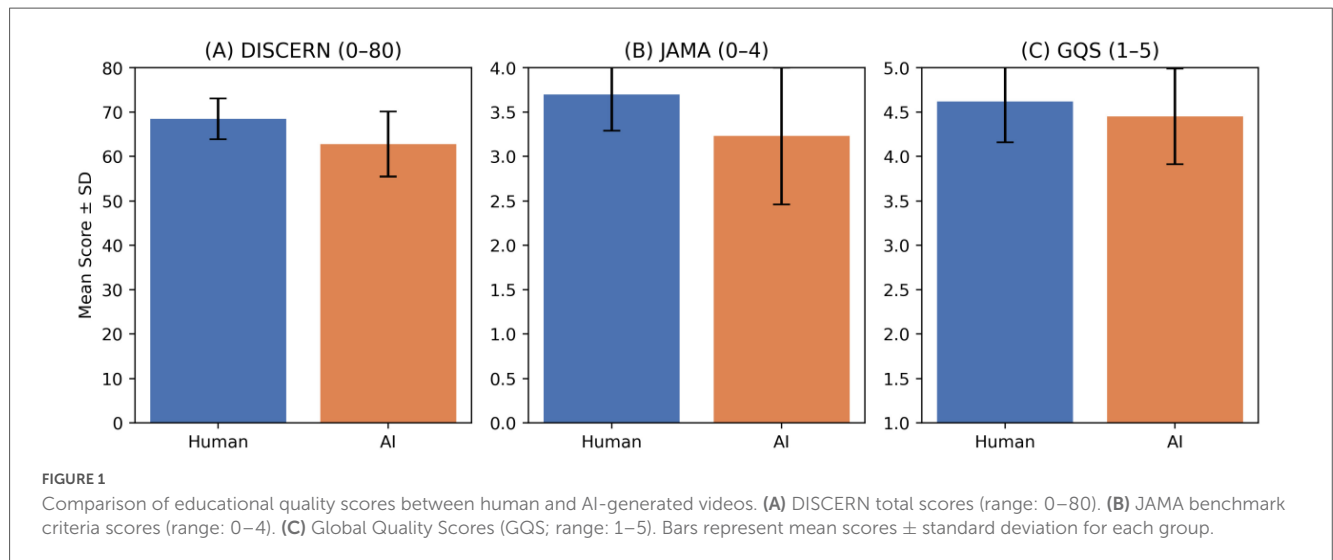 (A) DISCERN (0–80)
80
70
60
50
40
30
20
10
0
Mean Score ± SD
Human
AI
(B) JAMA (0–4)
4.0
3.5
3.0
2.5
2.0
1.5
1.0
0.5
0.0
Human
AI
(C) GQS (1–5)
5.0
4.5
4.0
4.5
3.0
2.5
2.0
1.5
1.0
Human
AI
FIGURE 1
Comparison of educational quality scores between human and AI-generated videos. (A) DISCERN total scores (range: 0–80). (B) JAMA benchmark
criteria scores (range: 0–4). (C) Global Quality Scores (GQS; range: 1–5). Bars represent mean scores ± standard deviation for each group.